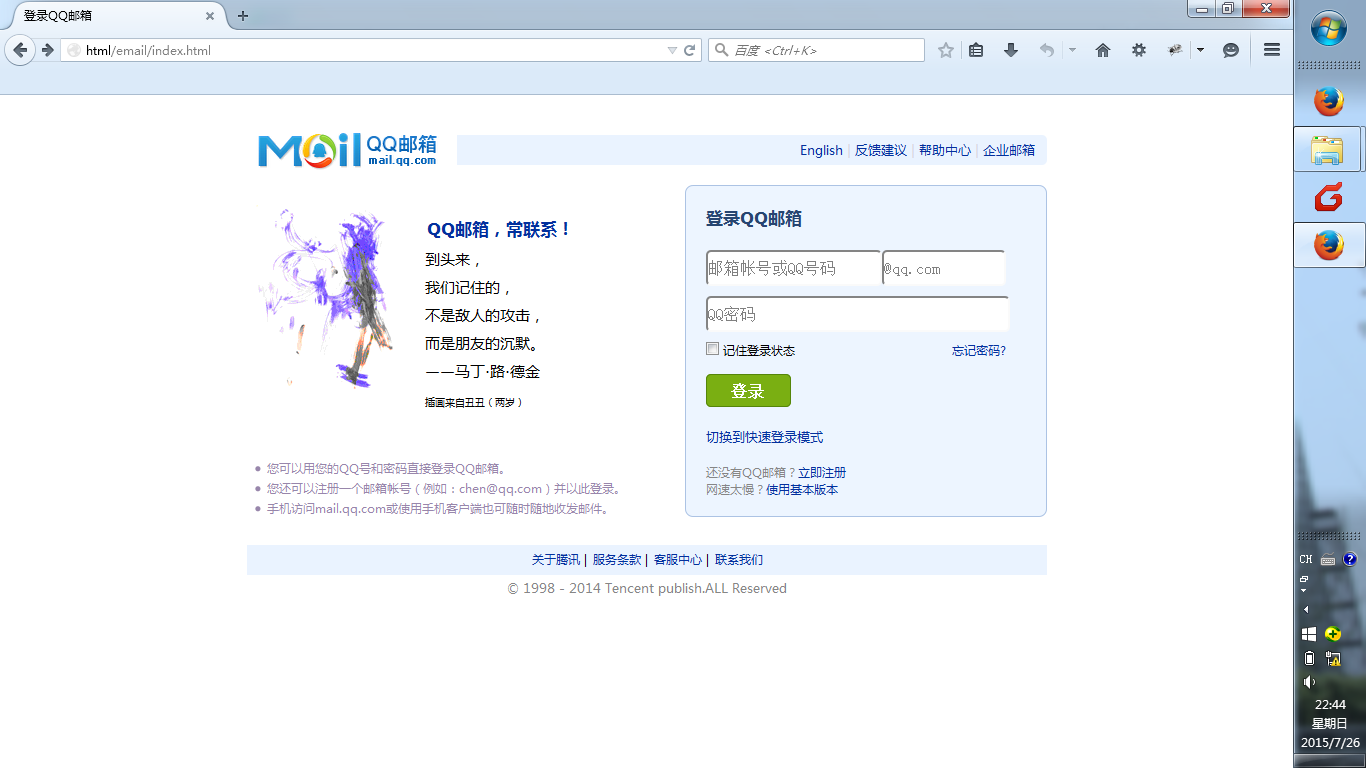 登录QQ邮箱
html/email/index.html
百度 <Ctrl+K>
Mail QQ邮箱
mail.qq.com
English | 反馈建议 | 帮助中心 | 企业邮箱
QQ邮箱，常联系！
到头来，
我们记住的，
不是敌人的攻击，
而是朋友的沉默。
——马丁·路·德金
插画来自丑丑（两岁）
您可以用您的QQ号和密码直接登录QQ邮箱。
您还可以注册一个邮箱帐号（例如：chen@qq.com）并以此登录。
手机访问mail.qq.com或使用手机客户端也可随时随地收发邮件。
登录QQ邮箱
邮箱帐号或QQ号码 @qq.com
QQ密码
记住登录状态 忘记密码?
登录
切换到快速登录模式
还没有QQ邮箱？立即注册
网速太慢？使用基本版本
关于腾讯 | 服务条款 | 客服中心 | 联系我们
© 1998 - 2014 Tencent publish.ALL Reserved
CH
22:44
星期日
2015/7/26